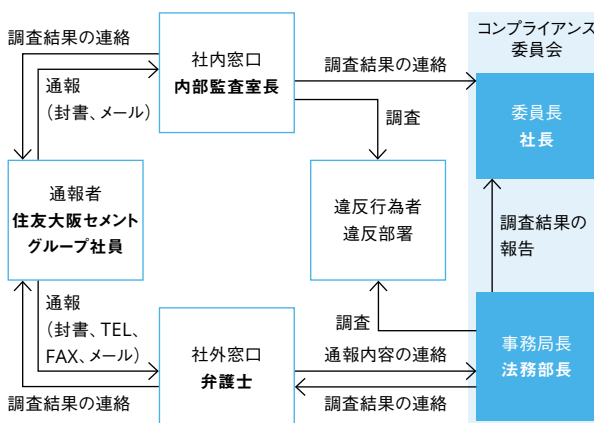 調査結果の連絡
通報
(封書、メール)
社内窓口
内部監査室長
調査結果の連絡
調査
コンプライアンス
委員会
委員長
社長
通報者
住友大阪セメント
グループ社員
違反行為者
違反部署
調査結果の
報告
通報
(封書、TEL、
FAX、メール)
調査結果の連絡
社外窓口
弁護士
調査
通報内容の連絡
調査結果の連絡
事務局長
法務部長